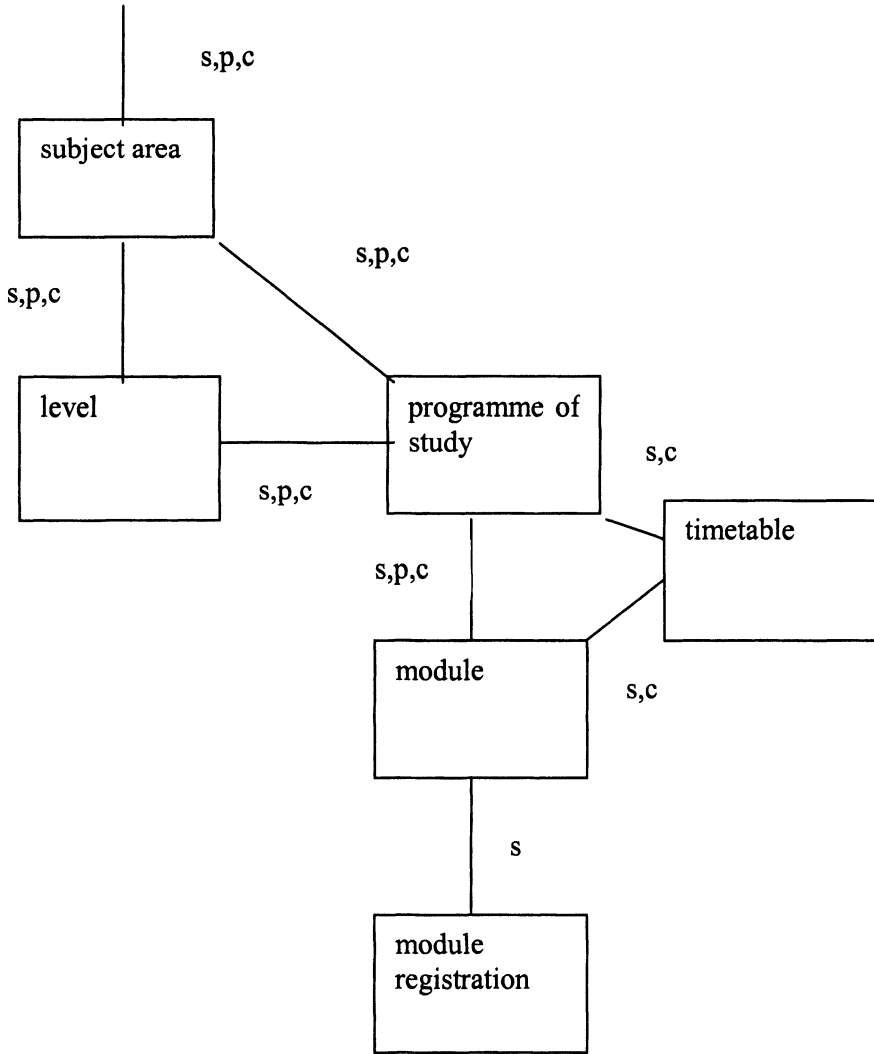 s,p,c
subject area
s,p,c
s,p,c
level
programme of
study
s,c
s,p,c
timetable
s,p,c
module
s,c
s
module
registration